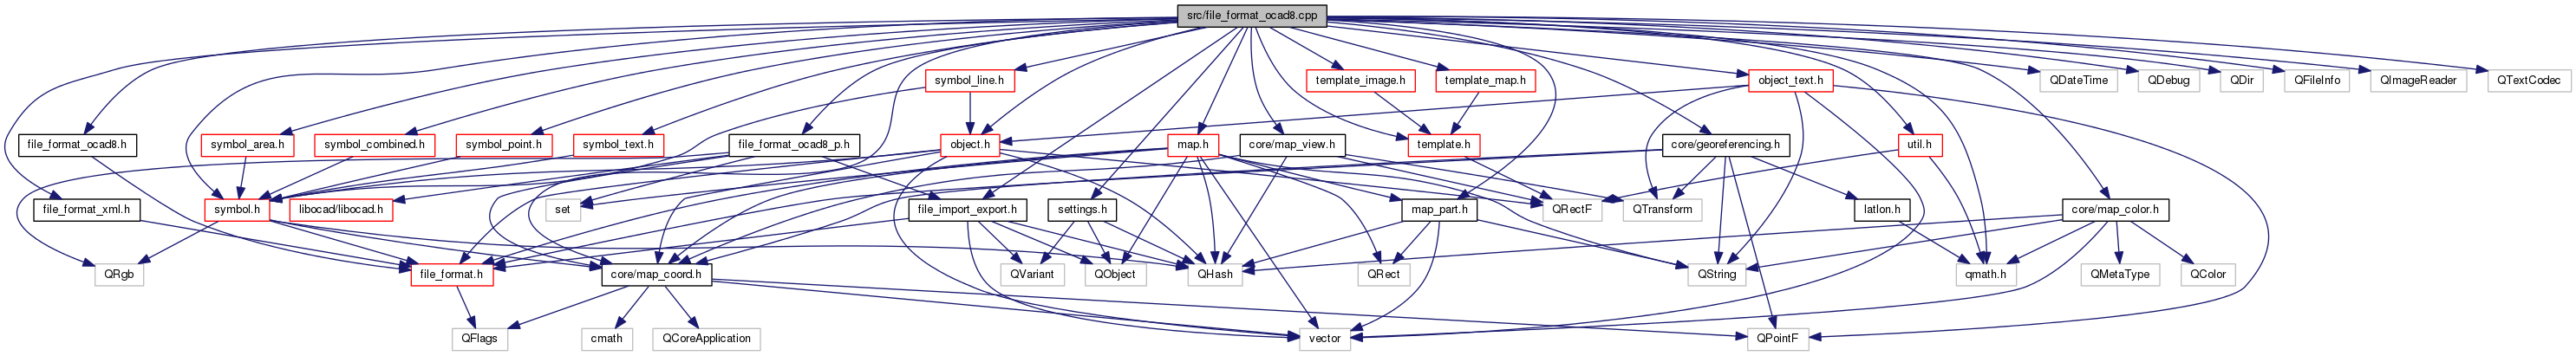 src/file_format_ocad8.cpp
symbol_line.h
template_image.h
template_map.h
object_text.h
QDateTime
QDebug
QDir
QFileInfo
QImageReader
QTextCodec
file_format_ocad8.h
symbol_area.h
symbol_combined.h
symbol_point.h
symbol_text.h
file_format_ocad8_p.h
object.h
map.h
core/map_view.h
template.h
core/georeferencing.h
util.h
file_format_xml.h
symbol.h
libocad/libocad.h
set
file_import_export.h
settings.h
map_part.h
QRectF
QTransform
latlon.h
core/map_color.h
QRgb
file_format.h
core/map_coord.h
QVariant
QObject
QHash
QRect
QString
qmath.h
QMetaType
QColor
QFlags
cmath
QCoreApplication
vector
QPointF